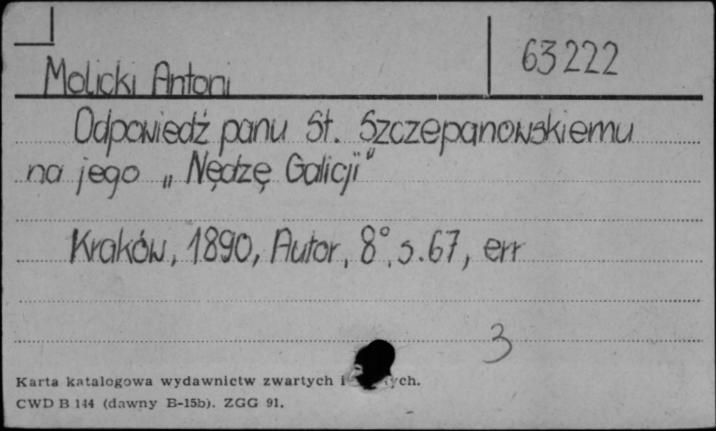 63222
Molicki Antoni
Odpowiedź panu St. Szczepanowskiemu
na jego „Nędzę Galicji"
Kraków, 1890, Autor, 8°, s. 67, err
3
Karta katalogowa wydawnictw zwartych i
CWD B 144 (dawny B-15b). ZGG 91.